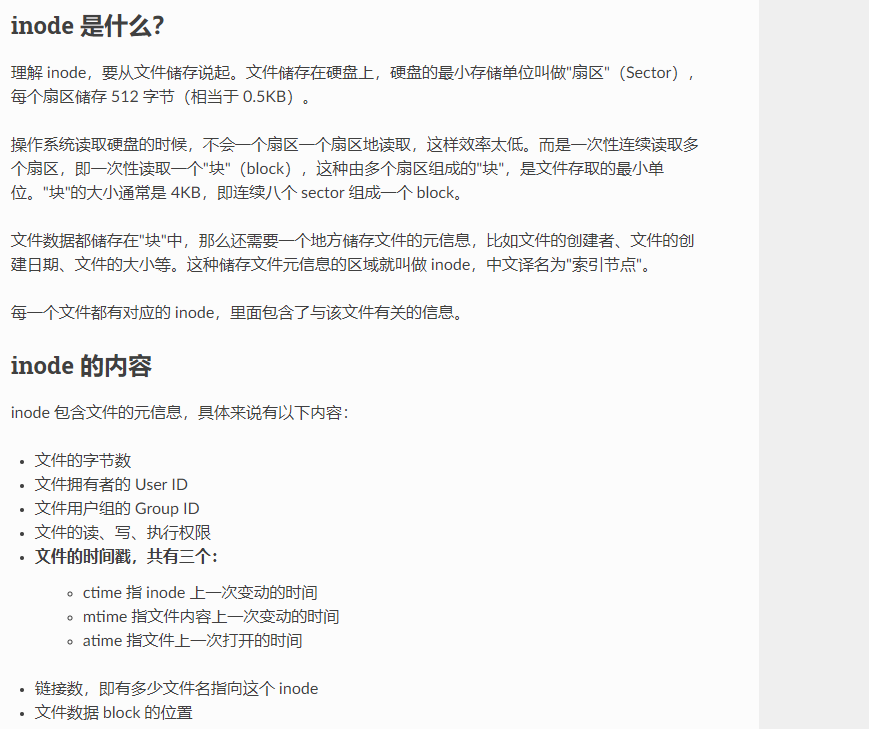 inode 是什么？
理解 inode，要从文件储存说起。文件储存在硬盘上，硬盘的最小存储单位叫做"扇区"（Sector），
每个扇区储存 512 字节（相当于 0.5KB）。
操作系统读取硬盘的时候，不会一个扇区一个扇区地读取，这样效率太低。而是一次性连续读取多
个扇区，即一次性读取一个"块"（block），这种由多个扇区组成的"块"，是文件存取的最小单
位。"块"的大小通常是 4KB，即连续八个 sector 组成一个 block。
文件数据都储存在"块"中，那么还需要一个地方储存文件的元信息，比如文件的创建者、文件的创
建日期、文件的大小等。这种储存文件元信息的区域就叫做 inode，中文译名为"索引节点"。
每一个文件都有对应的 inode，里面包含了与该文件有关的信息。
inode 的内容
inode 包含文件的元信息，具体来说有以下内容：
• 文件的字节数
• 文件拥有者的 User ID
• 文件用户组的 Group ID
• 文件的读、写、执行权限
• 文件的时间戳，共有三个：
◦ ctime 指 inode 上一次变动的时间
◦ mtime 指文件内容上一次变动的时间
◦ atime 指文件上一次打开的时间
• 链接数，即有多少文件名指向这个 inode
• 文件数据 block 的位置